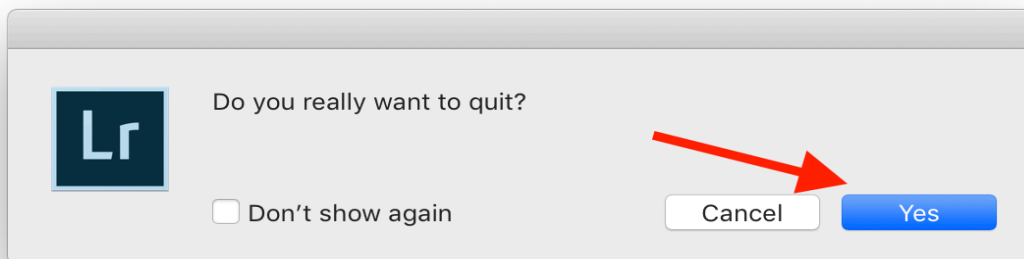 Lr
Do you really want to quit?
Don’t show again
Cancel
Yes